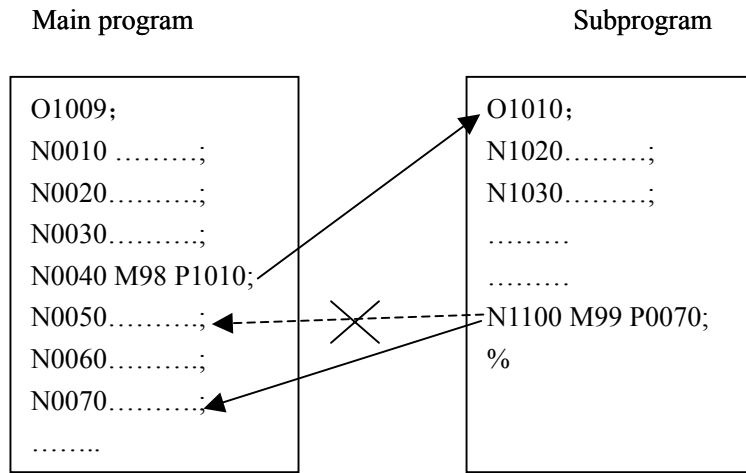 Main program
O1009；
N0010 ……….;
N0020……….;
N0030……….;
N0040 M98 P1010;
N0050……….;
N0060……….;
N0070……….;
……..
Subprogram
O1010；
N1020……….;
N1030……….;
………
………
N1100 M99 P0070;
%